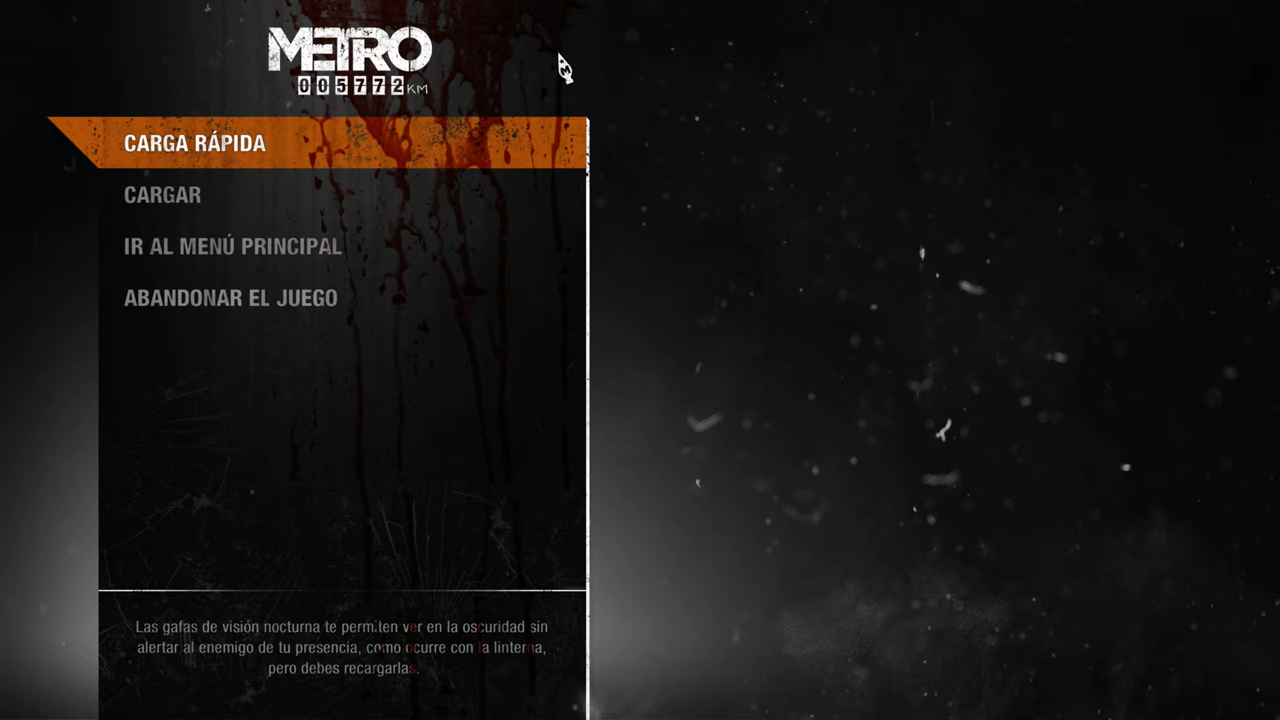 METRO
005772KM
CARGA RÁPIDA
CARGAR
IR AL MENÚ PRINCIPAL
ABANDONAR EL JUEGO
Las gafas de visión nocturna te permiten ver en la oscuridad sin
alertar al enemigo de tu presencia, como ocurre con la linterna,
pero debes recargarlas.